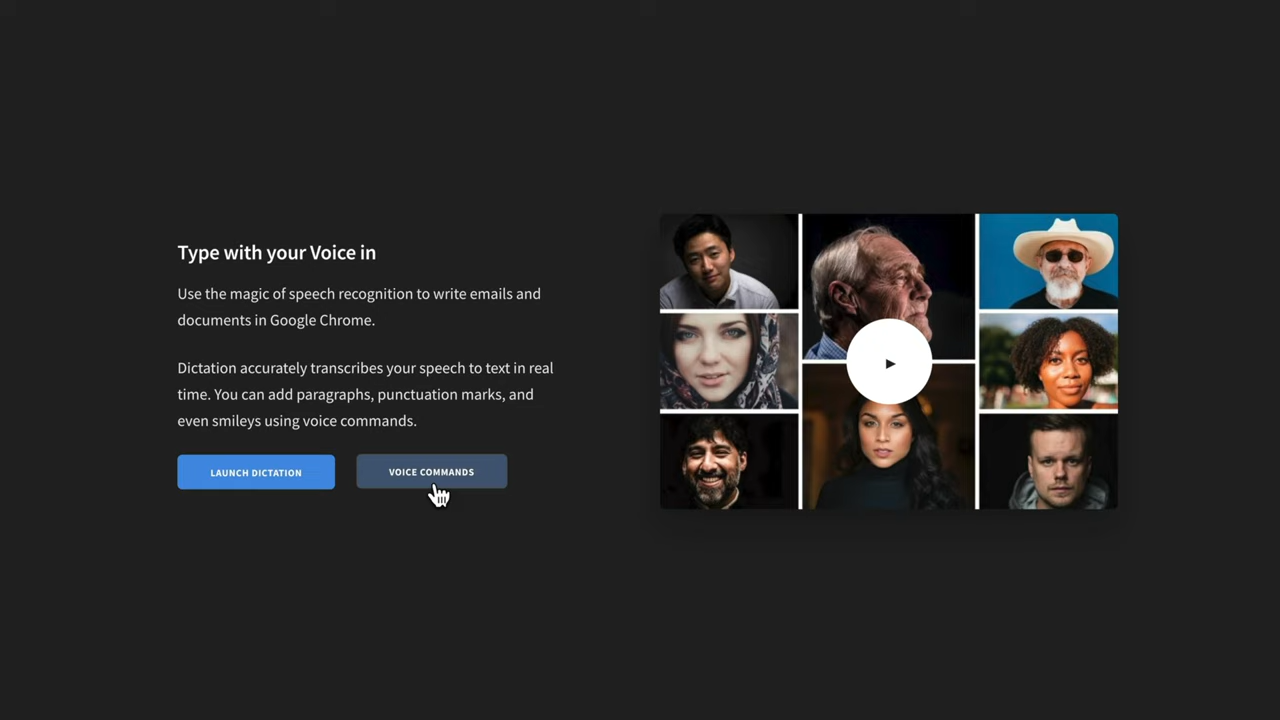 Type with your Voice in
Use the magic of speech recognition to write emails and
documents in Google Chrome.
Dictation accurately transcribes your speech to text in real
time. You can add paragraphs, punctuation marks, and
even smileys using voice commands.
LAUNCH DICTATION
VOICE COMMANDS